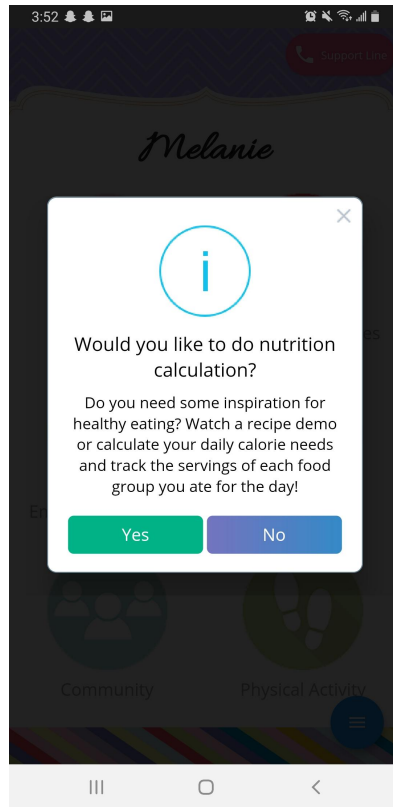 3:52
Support Line
Melanie
es
Would you like to do nutrition
calculation?
Do you need some inspiration for
healthy eating? Watch a recipe demo
or calculate your daily calorie needs
and track the servings of each food
group you ate for the day!
Yes
No
Community
Physical Activity